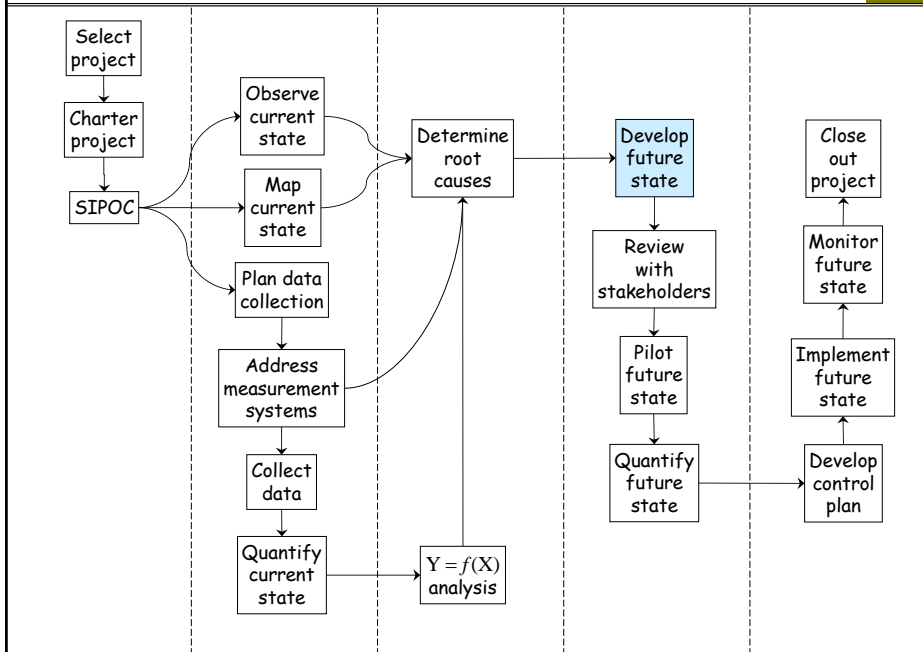 Select
project
Charter
project
SIPOC
Observe
current
state
Map
current
state
Plan data
collection
Address
measurement
systems
Collect
data
Quantify
current
state
Determine
root
causes
Y = f(X)
analysis
Develop
future
state
Review
with
stakeholders
Pilot
future
state
Quantify
future
state
Close
out
project
Monitor
future
state
Implement
future
state
Develop
control
plan